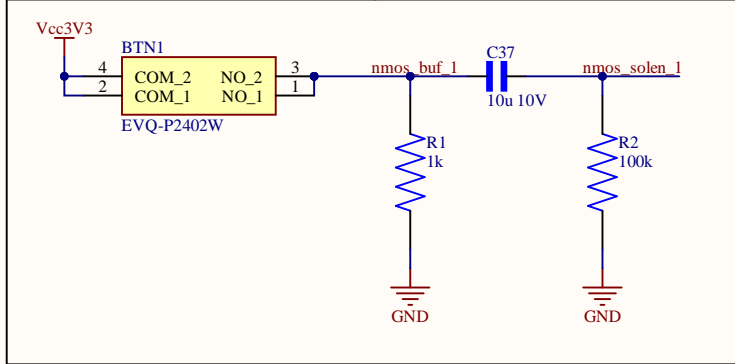 Vcc3V3
BTN1
4 COM_2 NO_2 3
2 COM_1 NO_1 1
EVQ-P2402W
nmos_buf_1
C37
10u 10V
nmos_solen_1
R1
1k
R2
100k
GND
GND